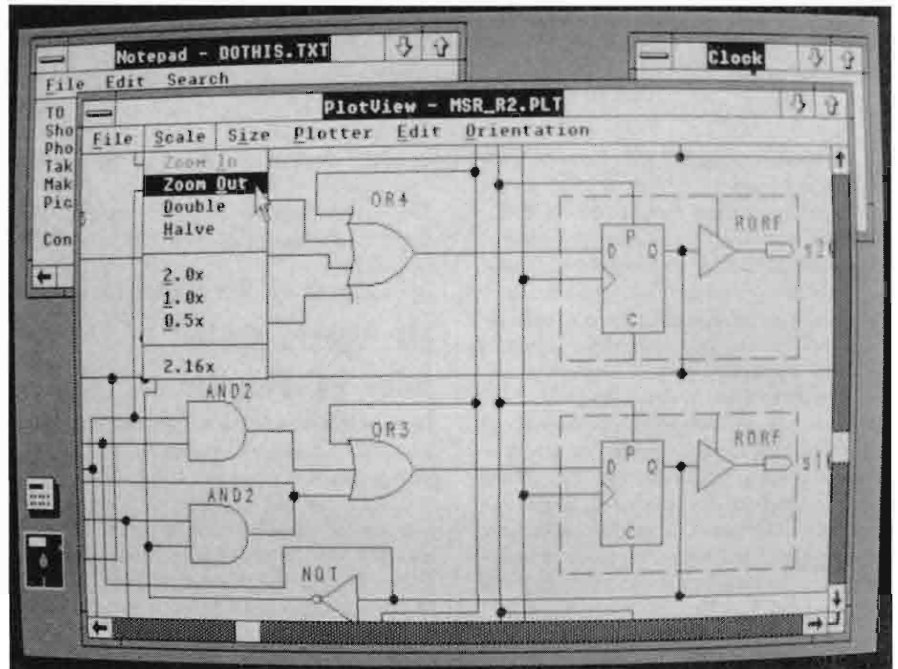 Notepad - DOTHIS.TXT
File Edit Search
TO
Sho
Pho
Tak
Mak
Pic
Con
Clock
PlotView - MSR_R2.PLT
File Scale Size Plotter Edit Orientation
Zoom In
Zoom Out
Double
Halve
2.0x
1.0x
0.5x
2.16x
OR4
D P Q
C
RORF
s2
AND2
OR3
D P Q
C
RORF
s1
AND2
NOT